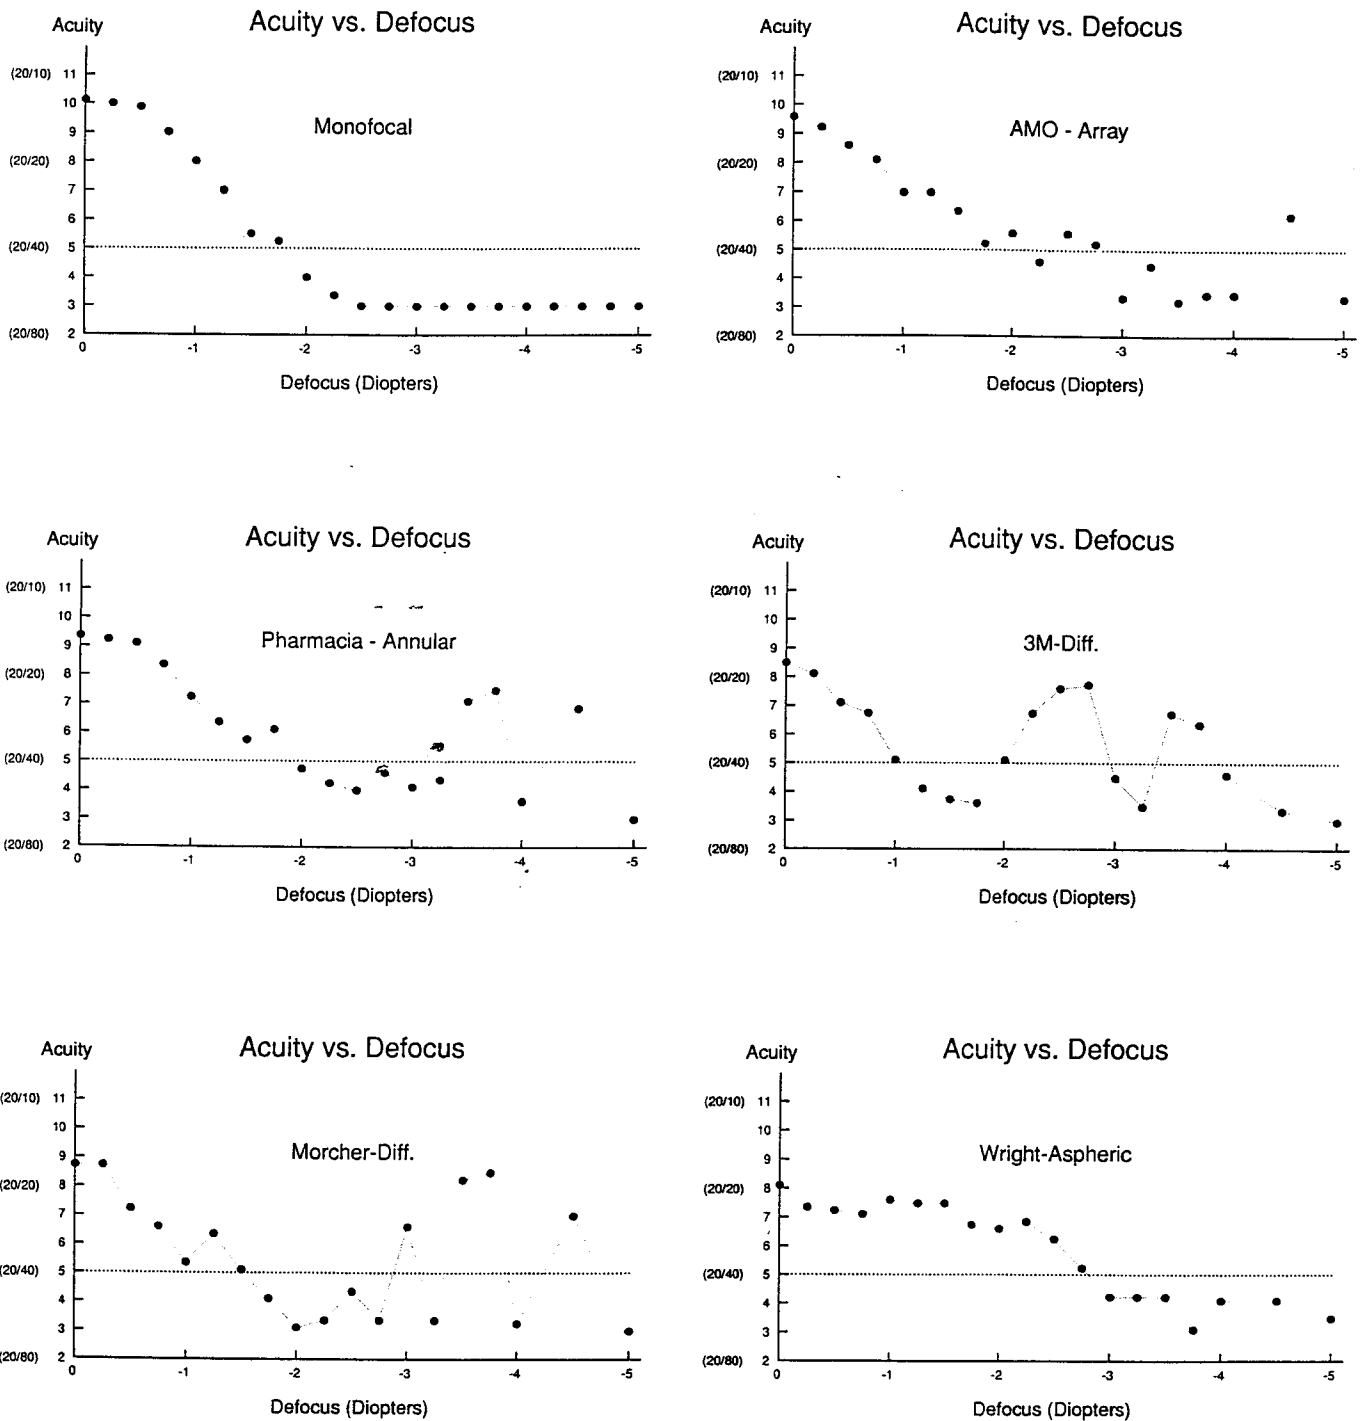 Acuity vs. Defocus
Acuity
Monofocal
(20/10) 11
10
9
(20/20) 8
7
6
(20/40) 5
4
3
(20/80) 2
0 -1 -2 -3 -4 -5
Defocus (Diopters)
Acuity vs. Defocus
Acuity
AMO - Array
(20/10) 11
10
9
(20/20) 8
7
6
(20/40) 5
4
3
(20/80) 2
0 -1 -2 -3 -4 -5
Defocus (Diopters)
Acuity vs. Defocus
Acuity
Pharmacia - Annular
(20/10) 11
10
9
(20/20) 8
7
6
(20/40) 5
4
3
(20/80) 2
0 -1 -2 -3 -4 -5
Defocus (Diopters)
Acuity vs. Defocus
Acuity
3M-Diff.
(20/10) 11
10
9
(20/20) 8
7
6
(20/40) 5
4
3
(20/80) 2
0 -1 -2 -3 -4 -5
Defocus (Diopters)
Acuity vs. Defocus
Acuity
Morcher-Diff.
(20/10) 11
10
9
(20/20) 8
7
6
(20/40) 5
4
3
(20/80) 2
0 -1 -2 -3 -4 -5
Defocus (Diopters)
Acuity vs. Defocus
Acuity
Wright-Aspheric
(20/10) 11
10
9
(20/20) 8
7
6
(20/40) 5
4
3
(20/80) 2
0 -1 -2 -3 -4 -5
Defocus (Diopters)